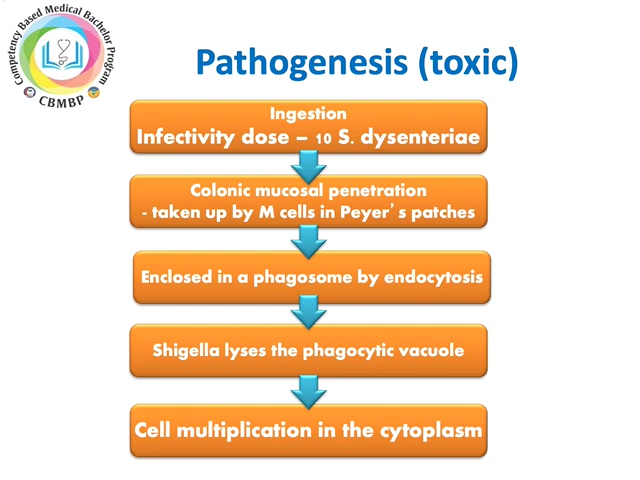 Competency Based Medical Bachelor Program
CBMBP
Pathogenesis (toxic)
Ingestion
Infectivity dose – 10 S. dysenteriae
Colonic mucosal penetration
- taken up by M cells in Peyer's patches
Enclosed in a phagosome by endocytosis
Shigella lyses the phagocytic vacuole
Cell multiplication in the cytoplasm